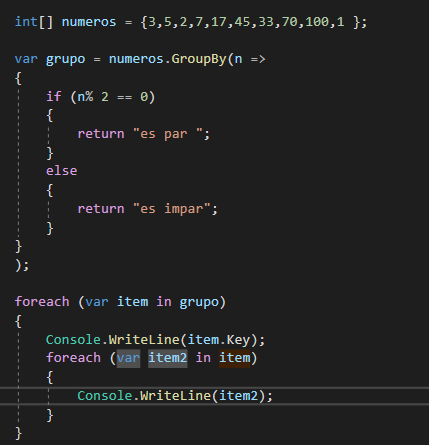 int[] numeros = {3,5,2,7,17,45,33,70,100,1 };
var grupo = numeros.GroupBy(n =>
{
if (n% 2 == 0)
{
return "es par ";
}
else
{
return "es impar";
}
}
);
foreach (var item in grupo)
{
Console.WriteLine(item.Key);
foreach (var item2 in item)
{
Console.WriteLine(item2);
}
}